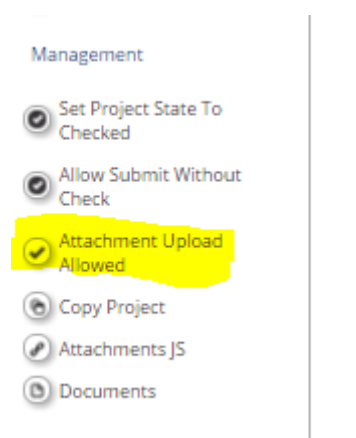 Management
Set Project State To
Checked
Allow Submit Without
Check
Attachment Upload
Allowed
Copy Project
Attachments JS
Documents